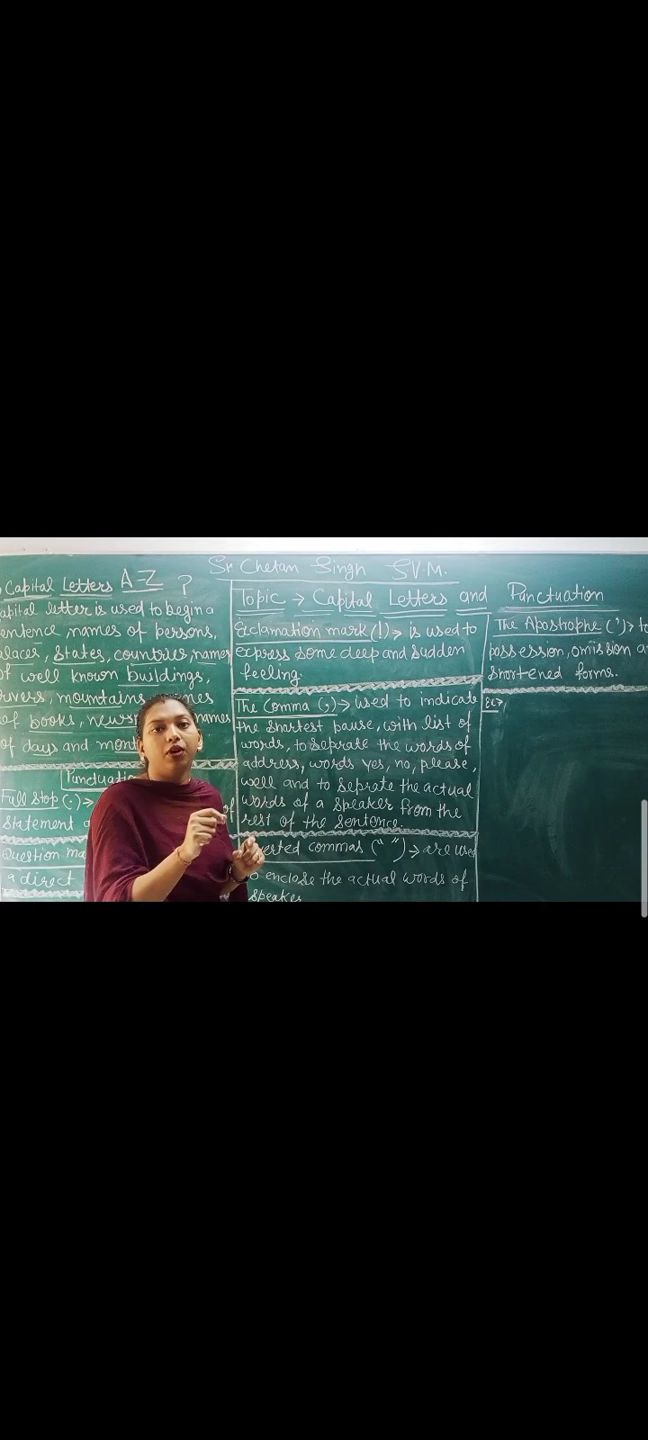 Sr Chetan Singh SVM.
Capital Letters A-Z ?
apital letter is used to begin a
entence, names of persons,
places, states, countries, names
of well known buildings,
rivers, mountains, names
of books, news names
of days and mont
Punctuatio
Full Stop (.) → of
Statement a
Question ma
a direct
Topic → Capital Letters and Punctuation
Exclamation mark (!) → is used to
express some deep and sudden
feeling.
The Comma (,) → used to indicate
the shortest pause, with list of
words, to seprate the words of
address, words yes, no, please,
well and to seprete the actual
words of a speaker from the
rest of the sentence.
erted commas (“ ”) → are used
o enclose the actual words of
speaker
The Apostrophe (') → to
possession, omission a
shortened forms.
Ex→